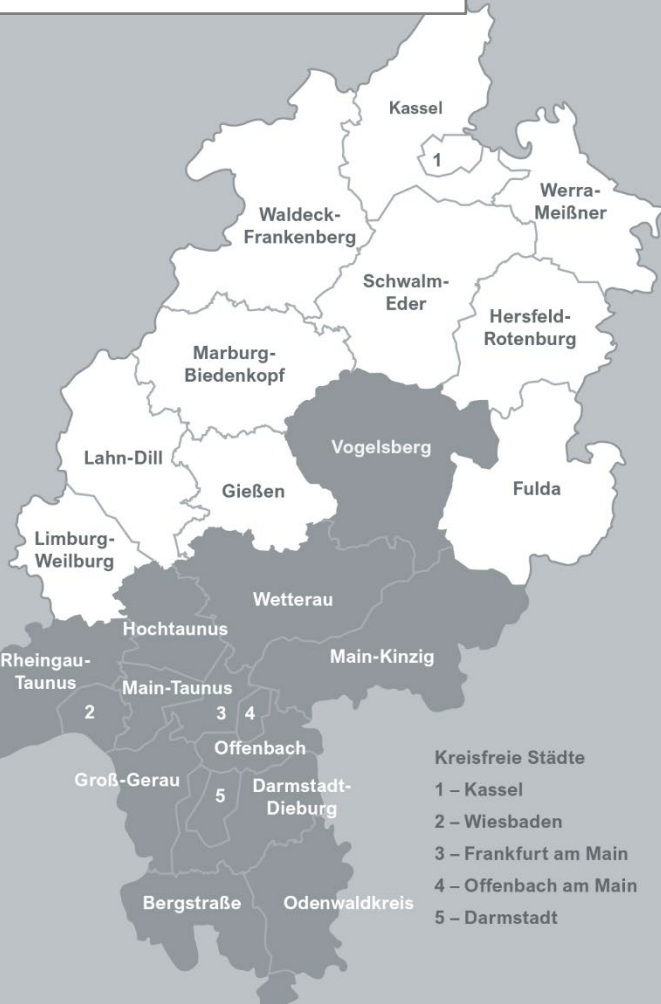 Kassel
1
Werra-
Meißner
Waldeck-
Frankenberg
Schwalm-
Eder
Hersfeld-
Rotenburg
Marburg-
Biedenkopf
Vogelsberg
Lahn-Dill
Gießen
Fulda
Limburg-
Weilburg
Wetterau
Hochtaunus
Main-Kinzig
Rheingau-
Taunus
Main-Taunus
2
3
4
Offenbach
Groß-Gerau
5
Darmstadt-
Dieburg
Bergstraße
Odenwaldkreis
Kreisfreie Städte
1 – Kassel
2 – Wiesbaden
3 – Frankfurt am Main
4 – Offenbach am Main
5 – Darmstadt